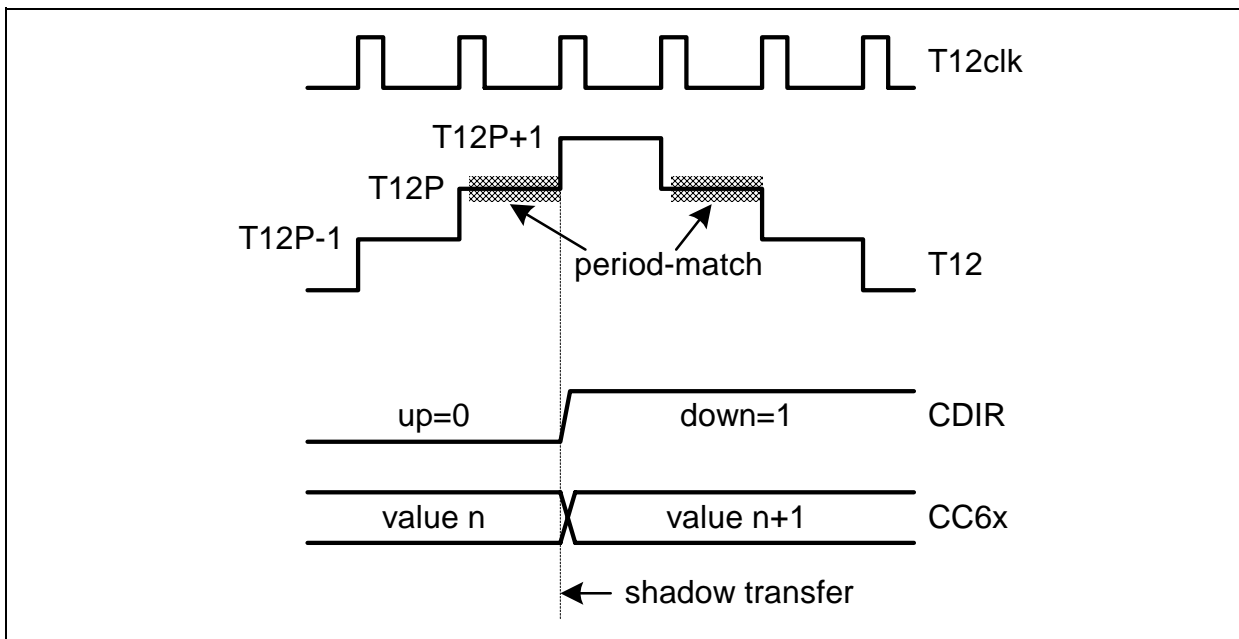 T12clk
T12P+1
T12P
T12P-1
period-match
T12
up=0
down=1
CDIR
value n
value n+1
CC6x
shadow transfer